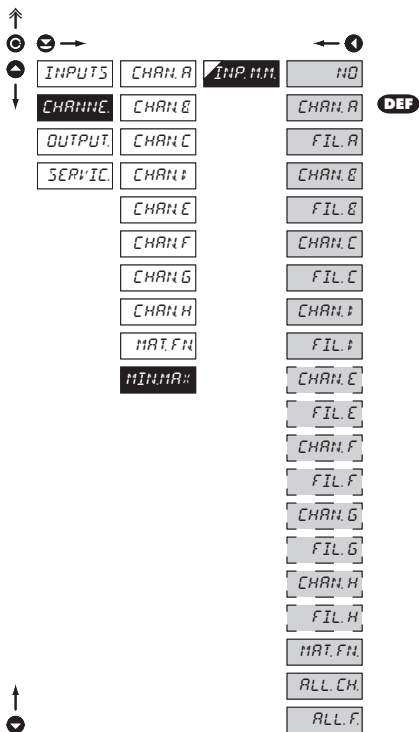 C
INPUTS
CHANNE.
OUTPUT.
SERVIC.
CHAN. A
CHAN. B
CHAN. C
CHAN. D
CHAN. E
CHAN. F
CHAN. G
CHAN. H
MAT. FN.
MIN.MAX
INP. M.M.
NO
CHAN. A
DEF
FIL. A
CHAN. B
FIL. B
CHAN. C
FIL. C
CHAN. D
FIL. D
CHAN. E
FIL. E
CHAN. F
FIL. F
CHAN. G
FIL. G
CHAN. H
FIL. H
MAT. FN.
ALL. CH.
ALL. F.